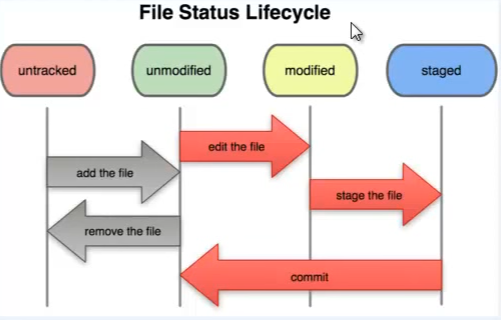 File Status Lifecycle
untracked
unmodified
modified
staged
edit the file
add the file
stage the file
remove the file
commit